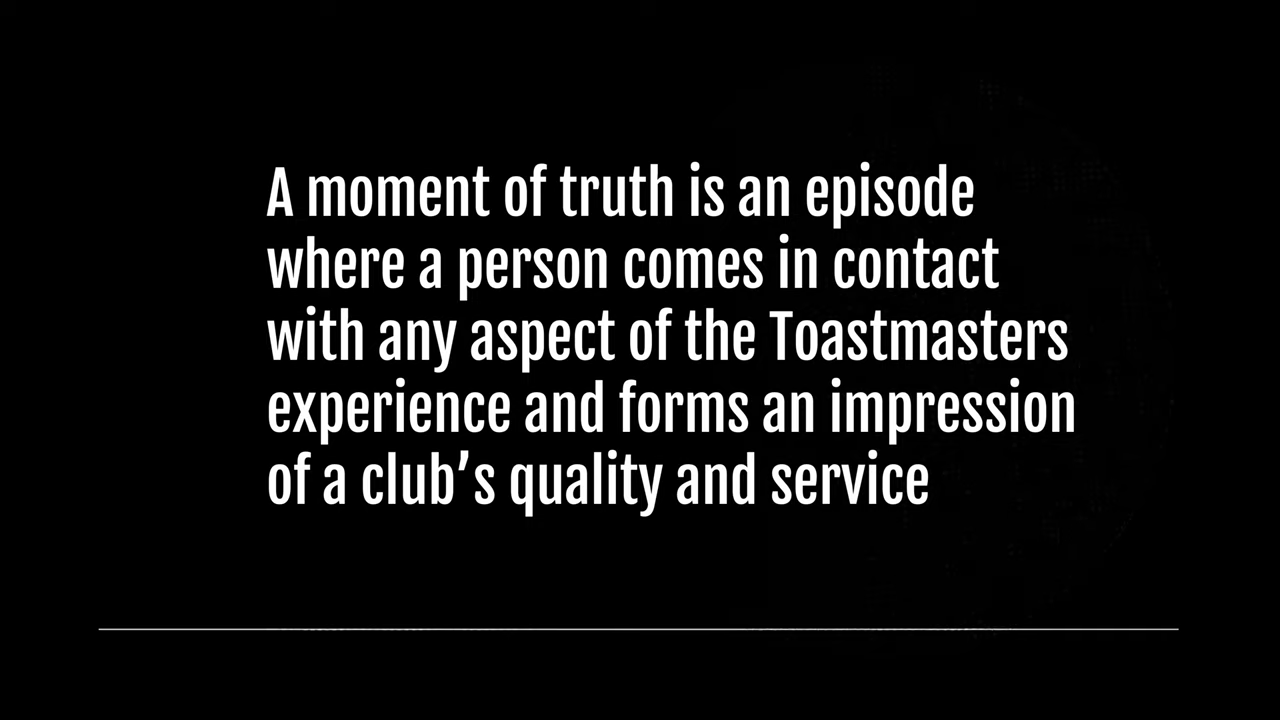 A moment of truth is an episode
where a person comes in contact
with any aspect of the Toastmasters
experience and forms an impression
of a club’s quality and service